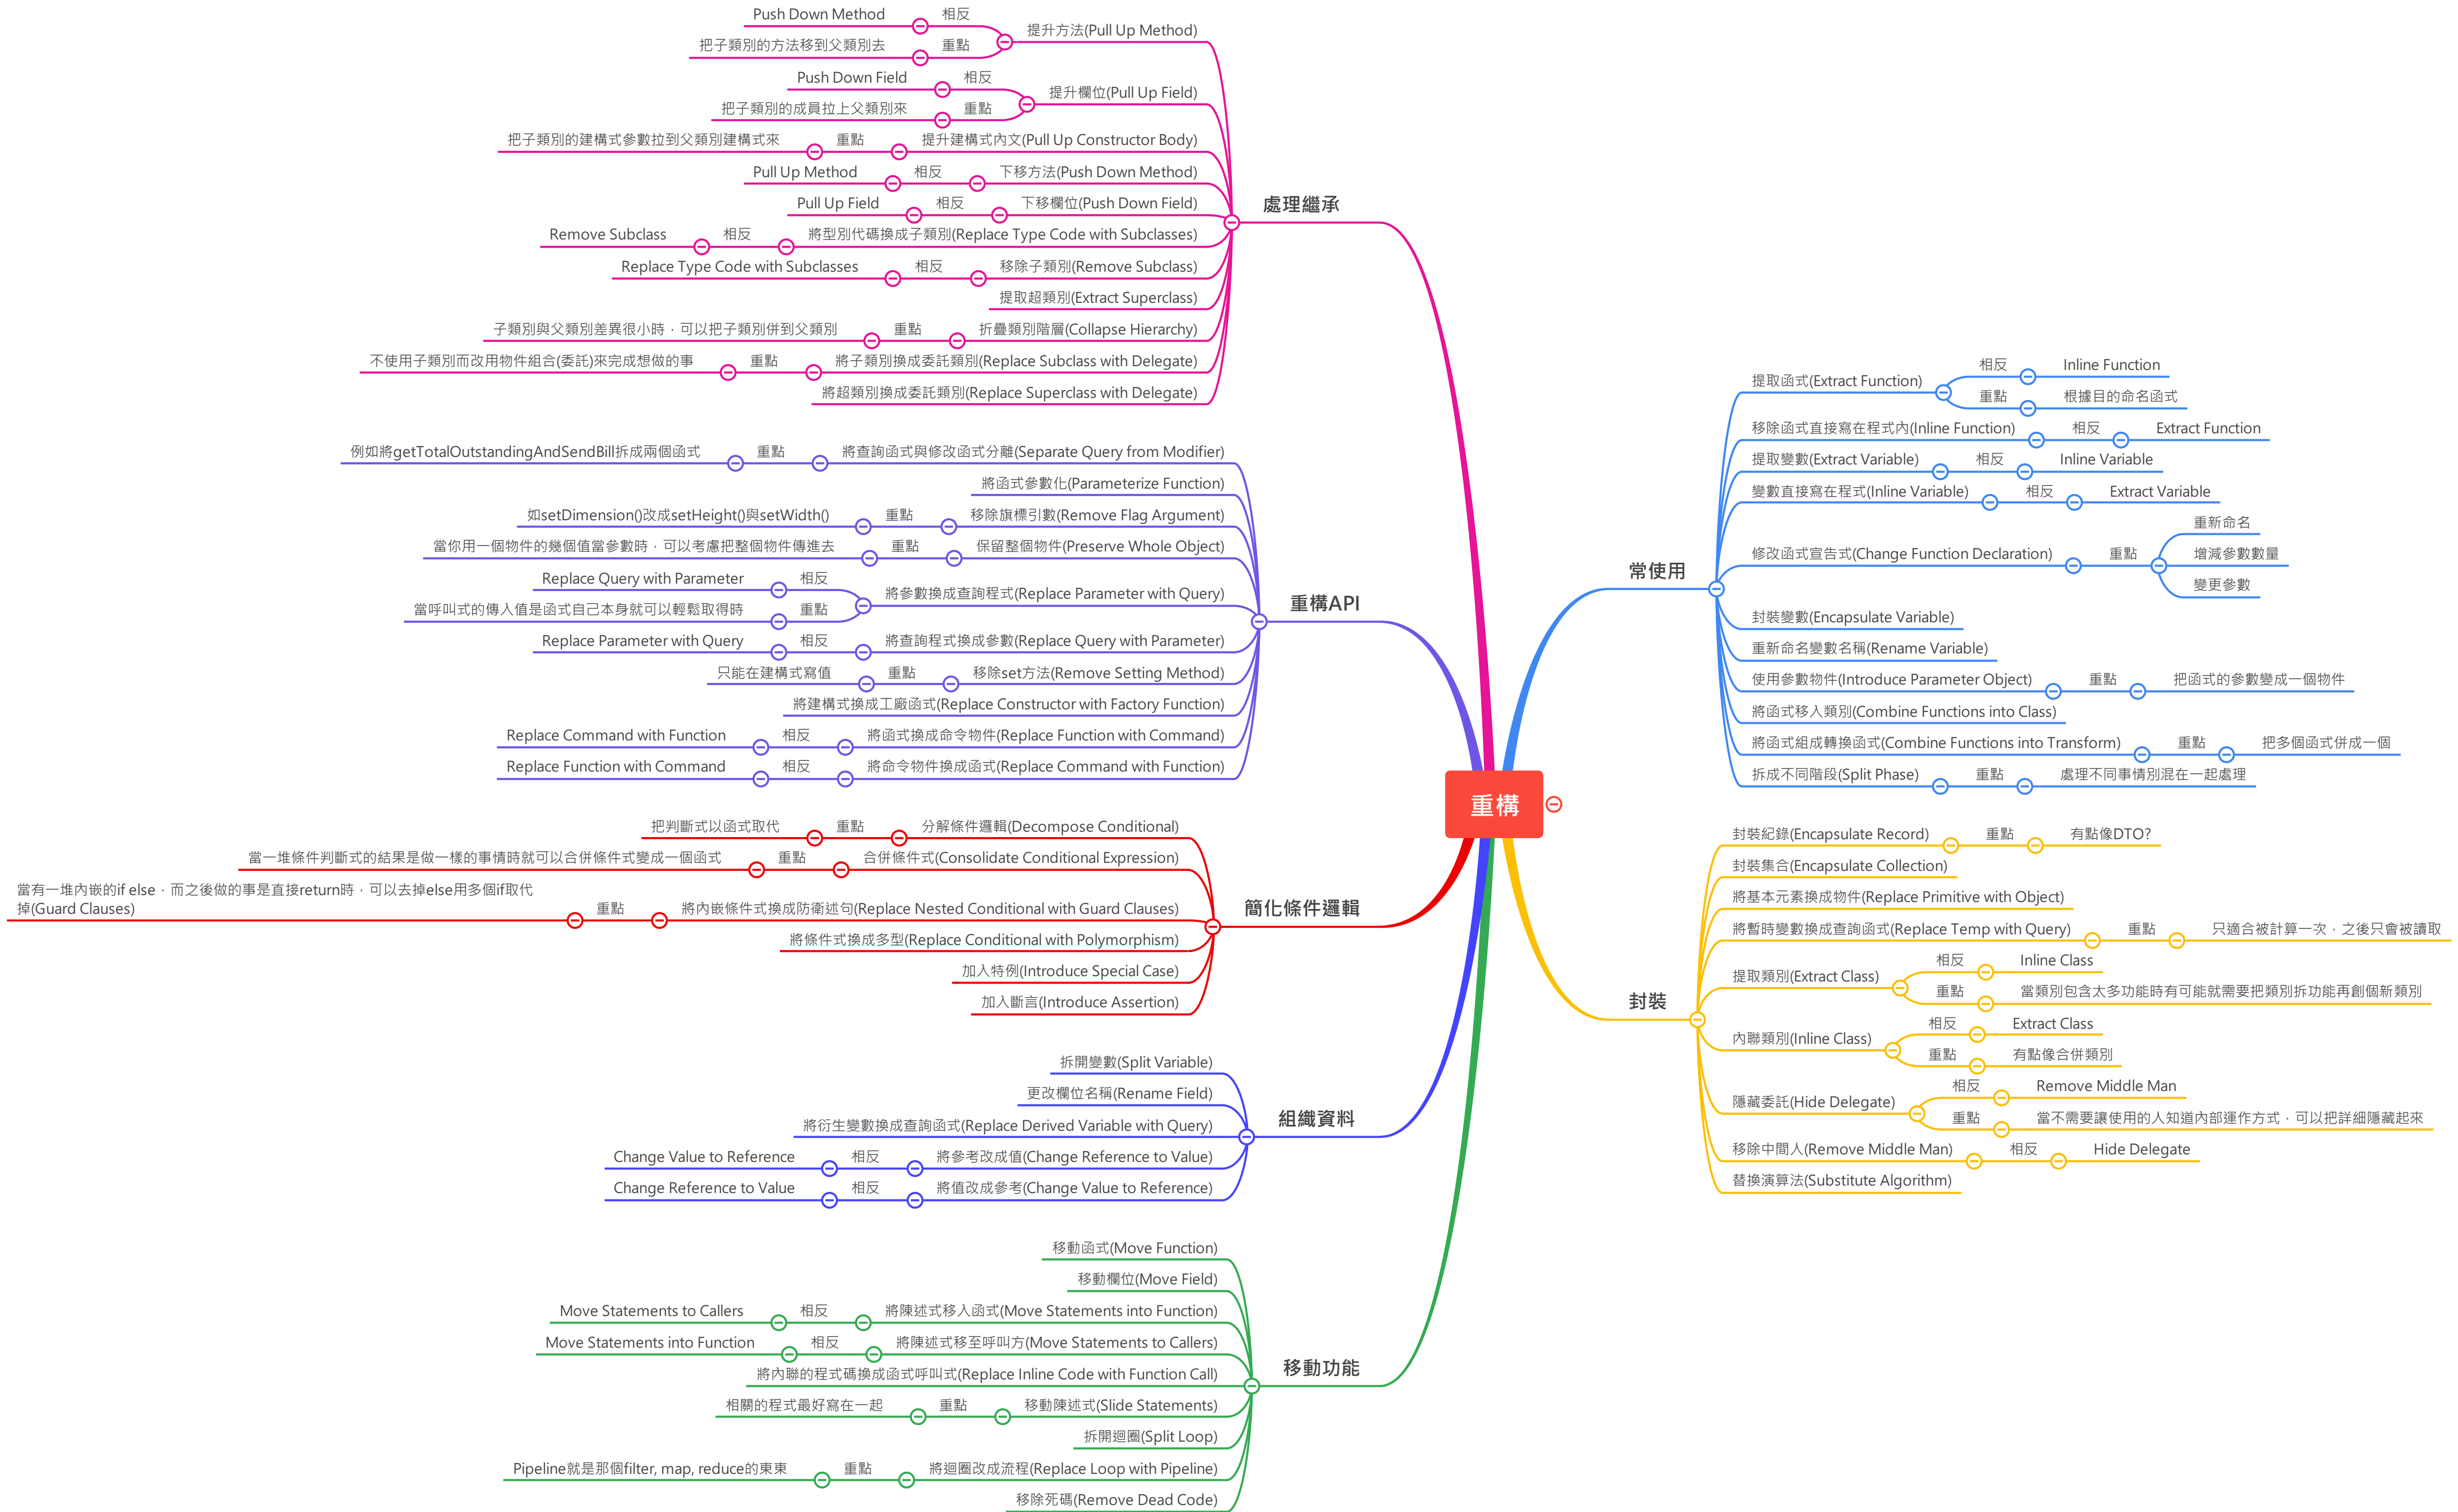 重構
常使用
提取函式(Extract Function)
相反
Inline Function
重點
根據目的命名函式
移除函式直接寫在程式內(Inline Function)
相反
Extract Function
提取變數(Extract Variable)
相反
Inline Variable
變數直接寫在程式(Inline Variable)
相反
Extract Variable
修改函式宣告式(Change Function Declaration)
重點
重新命名
增減參數數量
變更參數
封裝變數(Encapsulate Variable)
重新命名變數名稱(Rename Variable)
使用參數物件(Introduce Parameter Object)
重點
把函式的參數變成一個物件
將函式移入類別(Combine Functions into Class)
將函式組成轉換函式(Combine Functions into Transform)
重點
把多個函式併成一個
拆成不同階段(Split Phase)
重點
處理不同事情別混在一起處理
封裝
封裝紀錄(Encapsulate Record)
重點
有點像DTO?
封裝集合(Encapsulate Collection)
將基本元素換成物件(Replace Primitive with Object)
將暫時變數換成查詢函式(Replace Temp with Query)
重點
只適合被計算一次，之後只會被讀取
提取類別(Extract Class)
相反
Inline Class
重點
當類別包含太多功能時有可能就需要把類別拆功能再創個新類別
內聯類別(Inline Class)
相反
Extract Class
重點
有點像合併類別
隱藏委託(Hide Delegate)
相反
Remove Middle Man
重點
當不需要讓使用的人知道內部運作方式，可以把詳細隱藏起來
移除中間人(Remove Middle Man)
相反
Hide Delegate
替換演算法(Substitute Algorithm)
處理繼承
提升方法(Pull Up Method)
相反
Push Down Method
重點
把子類別的方法移到父類別去
提升欄位(Pull Up Field)
相反
Push Down Field
重點
把子類別的成員拉上父類別來
提升建構式內文(Pull Up Constructor Body)
重點
把子類別的建構式參數拉到父類別建構式來
下移方法(Push Down Method)
相反
Pull Up Method
下移欄位(Push Down Field)
相反
Pull Up Field
將型別代碼換成子類別(Replace Type Code with Subclasses)
相反
Remove Subclass
移除子類別(Remove Subclass)
相反
Replace Type Code with Subclasses
提取超類別(Extract Superclass)
折疊類別階層(Collapse Hierarchy)
重點
子類別與父類別差異很小時，可以把子類別併到父類別
將子類別換成委託類別(Replace Subclass with Delegate)
重點
不使用子類別而改用物件組合(委託)來完成想做的事
將超類別換成委託類別(Replace Superclass with Delegate)
重構API
將查詢函式與修改函式分離(Separate Query from Modifier)
重點
例如將getTotalOutstandingAndSendBill拆成兩個函式
將函式參數化(Parameterize Function)
移除旗標引數(Remove Flag Argument)
重點
如setDimension()改成setHeight()與setWidth()
保留整個物件(Preserve Whole Object)
重點
當你用一個物件的幾個值當參數時，可以考慮把整個物件傳進去
將參數換成查詢程式(Replace Parameter with Query)
相反
Replace Query with Parameter
重點
當呼叫式的傳入值是函式自己本身就可以輕鬆取得時
將查詢程式換成參數(Replace Query with Parameter)
相反
Replace Parameter with Query
移除set方法(Remove Setting Method)
重點
只能在建構式寫值
將建構式換成工廠函式(Replace Constructor with Factory Function)
將函式換成命令物件(Replace Function with Command)
相反
Replace Command with Function
將命令物件換成函式(Replace Command with Function)
相反
Replace Function with Command
簡化條件邏輯
分解條件邏輯(Decompose Conditional)
重點
把判斷式以函式取代
合併條件式(Consolidate Conditional Expression)
重點
當一堆條件判斷式的結果是做一樣的事情時就可以合併條件式變成一個函式
將內嵌條件式換成防衛述句(Replace Nested Conditional with Guard Clauses)
重點
當有一堆內嵌的if else，而之後做的事是直接return時，可以去掉else用多個if取代
掉(Guard Clauses)
將條件式換成多型(Replace Conditional with Polymorphism)
加入特例(Introduce Special Case)
加入斷言(Introduce Assertion)
組織資料
拆開變數(Split Variable)
更改欄位名稱(Rename Field)
將衍生變數換成查詢函式(Replace Derived Variable with Query)
將參考改成值(Change Reference to Value)
相反
Change Value to Reference
將值改成參考(Change Value to Reference)
相反
Change Reference to Value
移動功能
移動函式(Move Function)
移動欄位(Move Field)
將陳述式移入函式(Move Statements into Function)
相反
Move Statements to Callers
將陳述式移至呼叫方(Move Statements to Callers)
相反
Move Statements into Function
將內聯的程式碼換成函式呼叫式(Replace Inline Code with Function Call)
移動陳述式(Slide Statements)
重點
相關的程式最好寫在一起
拆開迴圈(Split Loop)
將迴圈改成流程(Replace Loop with Pipeline)
重點
Pipeline就是那個filter, map, reduce的東東
移除死碼(Remove Dead Code)